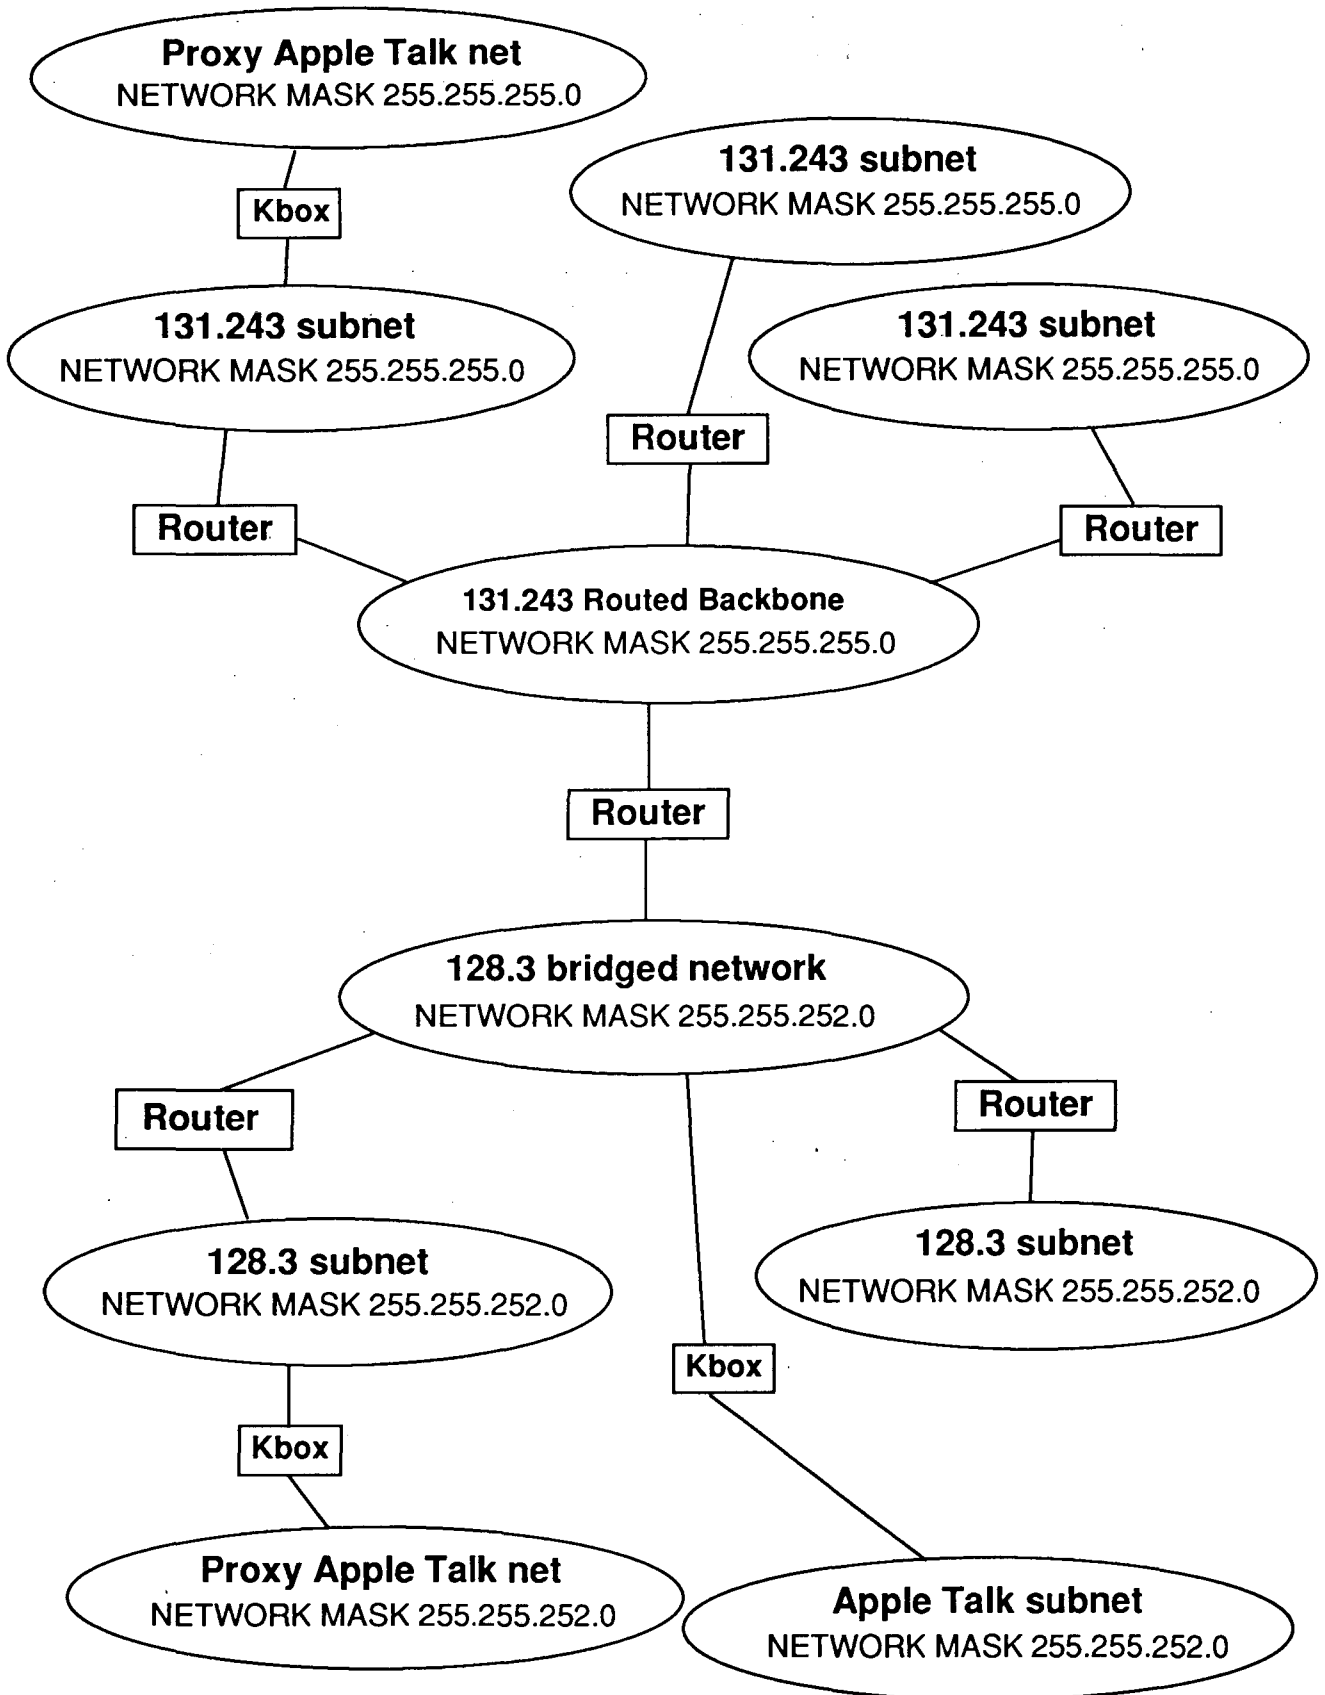 Proxy Apple Talk net
NETWORK MASK 255.255.255.0
131.243 subnet
NETWORK MASK 255.255.255.0
Kbox
131.243 subnet
NETWORK MASK 255.255.255.0
131.243 subnet
NETWORK MASK 255.255.255.0
Router
Router
Router
131.243 Routed Backbone
NETWORK MASK 255.255.255.0
Router
128.3 bridged network
NETWORK MASK 255.255.252.0
Router
Router
128.3 subnet
NETWORK MASK 255.255.252.0
128.3 subnet
NETWORK MASK 255.255.252.0
Kbox
Kbox
Proxy Apple Talk net
NETWORK MASK 255.255.252.0
Apple Talk subnet
NETWORK MASK 255.255.252.0